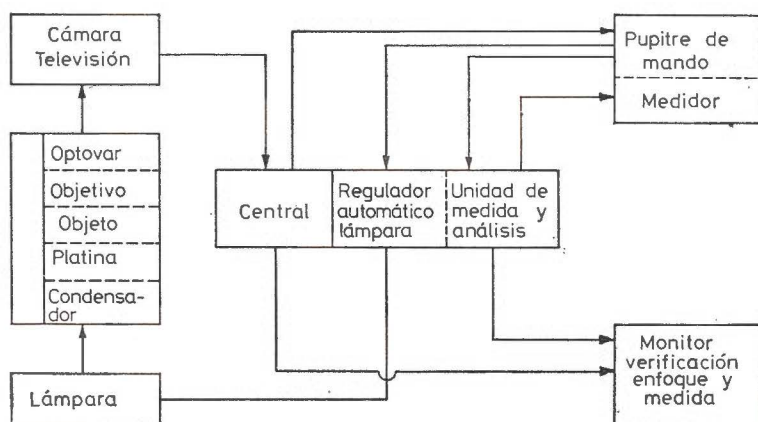 Cámara
Televisión
Optovar
Objetivo
Objeto
Platina
Condensa-
dor
Lámpara
Central
Regulador
automático
lámpara
Unidad de
medida y
análisis
Pupitre de
mando
Medidor
Monitor
verificación
enfoque y
medida